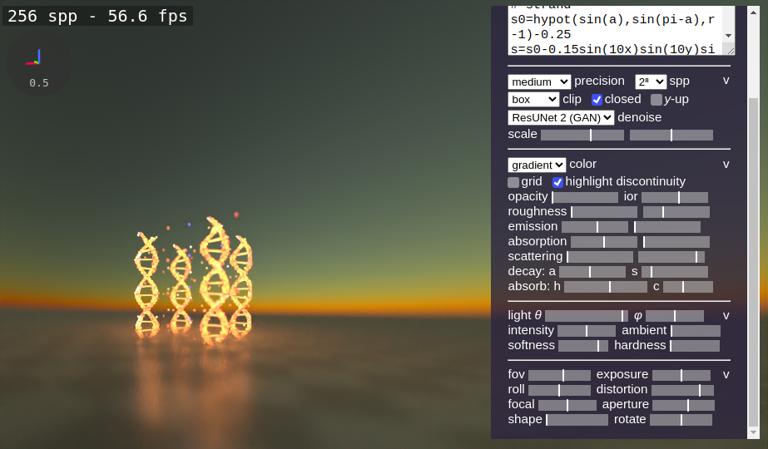 256 spp - 56.6 fps
0.5
# strand
s0=hypot(sin(a),sin(pi-a),r
-1)-0.25
s=s0-0.15sin(10x)sin(10y)si
medium precision 2⁸ spp v
box clip closed y-up
ResUNet 2 (GAN) denoise
scale
gradient color v
grid highlight discontinuity
opacity ior
roughness
emission
absorption
scattering
decay: a s
absorb: h c
light θ φ v
intensity ambient
softness hardness
fov exposure v
roll distortion
focal aperture
shape rotate